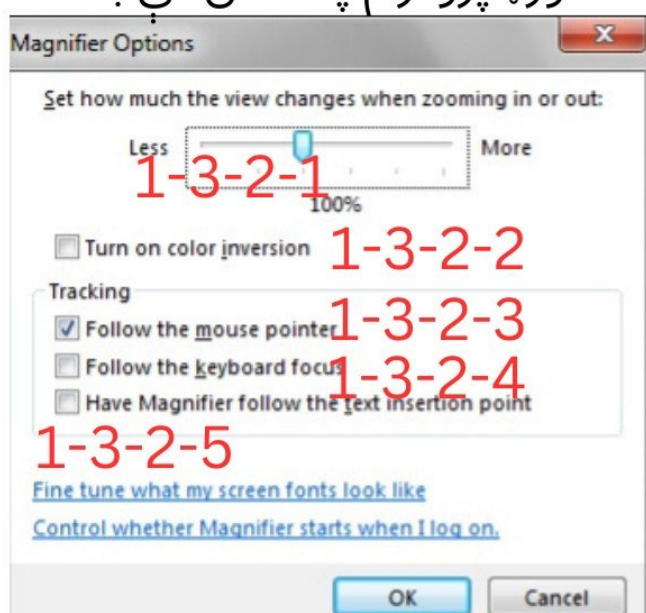 Magnifier Options
Set how much the view changes when zooming in or out:
Less More
1-3-2-1
100%
Turn on color inversion 1-3-2-2
Tracking
Follow the mouse pointer 1-3-2-3
Follow the keyboard focus 1-3-2-4
Have Magnifier follow the text insertion point
1-3-2-5
Fine tune what my screen fonts look like
Control whether Magnifier starts when I log on.
OK Cancel